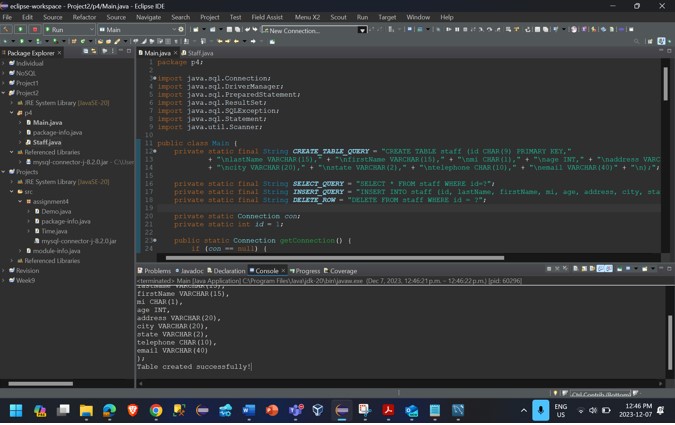 eclipse-workspace - Project2/p4/Main.java - Eclipse IDE
File Edit Source Refactor Source Navigate Search Project Test Field Assist Menu X2 Scout Run Target Window Help
Run
Main
New Connection...
Package Explorer
Main.java
Staff.java
Individual
NoSQL
Project1
Project2
JRE System Library [JavaSE-20]
p4
Main.java
package-info.java
Staff.java
Referenced Libraries
mysql-connector-j-8.2.0.jar - C:\User
Projects
JRE System Library [JavaSE-20]
src
assignment4
Demo.java
package-info.java
Time.java
mysql-connector-j-8.2.0.jar
module-info.java
Referenced Libraries
Revision
Week9
1 package p4;
2
3 import java.sql.Connection;
4 import java.sql.DriverManager;
5 import java.sql.PreparedStatement;
6 import java.sql.ResultSet;
7 import java.sql.SQLException;
8 import java.sql.Statement;
9 import java.util.Scanner;
10
11 public class Main {
12 private static final String CREATE_TABLE_QUERY = "CREATE TABLE staff (id CHAR(9) PRIMARY KEY,"
13 + "\nlastName VARCHAR(15)," + "\nfirstName VARCHAR(15)," + "\nmi CHAR(1)," + "\nage INT," + "\naddress VARC
14 + "\ncity VARCHAR(20)," + "\nstate VARCHAR(2)," + "\ntelephone CHAR(10)," + "\nemail VARCHAR(40)" + "\n);";
15
16 private static final String SELECT_QUERY = "SELECT * FROM staff WHERE id=?";
17 private static final String INSERT_QUERY = "INSERT INTO staff (id, lastName, firstName, mi, age, address, city, sta
18 private static final String DELETE_ROW = "DELETE FROM staff WHERE id = ?";
19
20 private static Connection con;
21 private static int id = 1;
22
23 public static Connection getConnection() {
24 if (con == null) {
Problems Javadoc Declaration Console Progress Coverage
<terminated> Main [Java Application] C:\Program Files\Java\jdk-20\bin\javaw.exe (Dec 7, 2023, 12:46:21 p.m. – 12:46:22 p.m.) [pid: 60296]
lastName VARCHAR(15),
firstName VARCHAR(15),
mi CHAR(1),
age INT,
address VARCHAR(20),
city VARCHAR(20),
state VARCHAR(2),
telephone CHAR(10),
email VARCHAR(40)
);
Table created successfully!
ENG
US
12:46 PM
2023-12-07